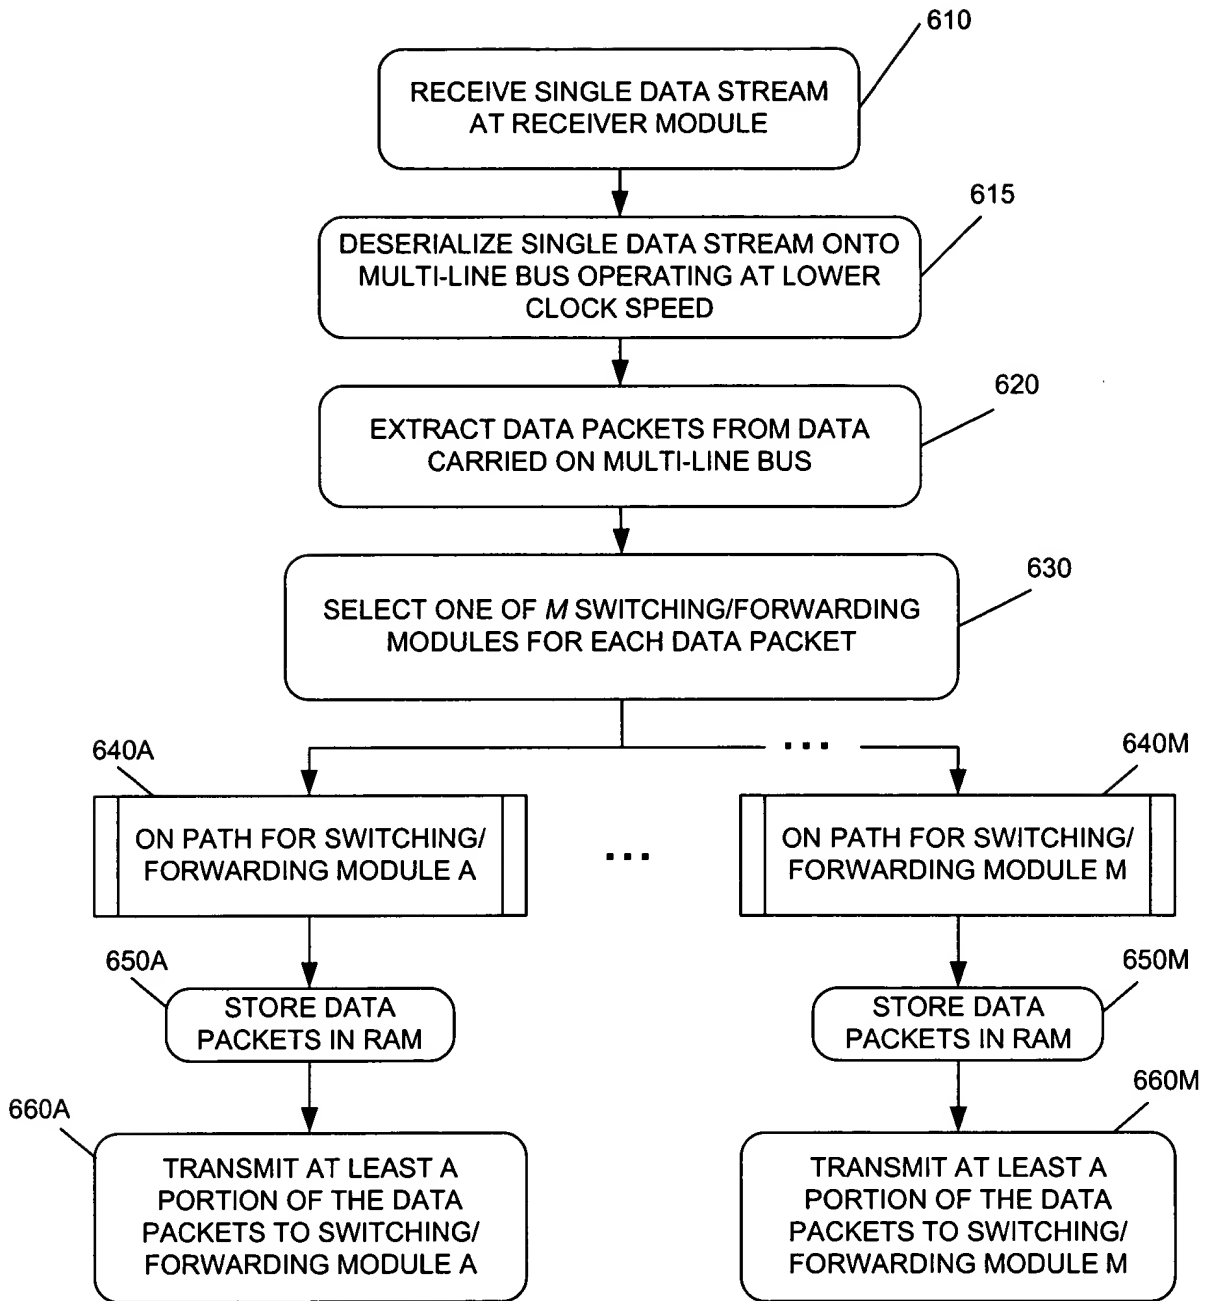 610
RECEIVE SINGLE DATA STREAM
AT RECEIVER MODULE
615
DESERIALIZE SINGLE DATA STREAM ONTO
MULTI-LINE BUS OPERATING AT LOWER
CLOCK SPEED
620
EXTRACT DATA PACKETS FROM DATA
CARRIED ON MULTI-LINE BUS
630
SELECT ONE OF M SWITCHING/FORWARDING
MODULES FOR EACH DATA PACKET
...
640A
640M
ON PATH FOR SWITCHING/
FORWARDING MODULE A
...
ON PATH FOR SWITCHING/
FORWARDING MODULE M
650A
650M
STORE DATA
PACKETS IN RAM
STORE DATA
PACKETS IN RAM
660A
660M
TRANSMIT AT LEAST A
PORTION OF THE DATA
PACKETS TO SWITCHING/
FORWARDING MODULE A
TRANSMIT AT LEAST A
PORTION OF THE DATA
PACKETS TO SWITCHING/
FORWARDING MODULE M